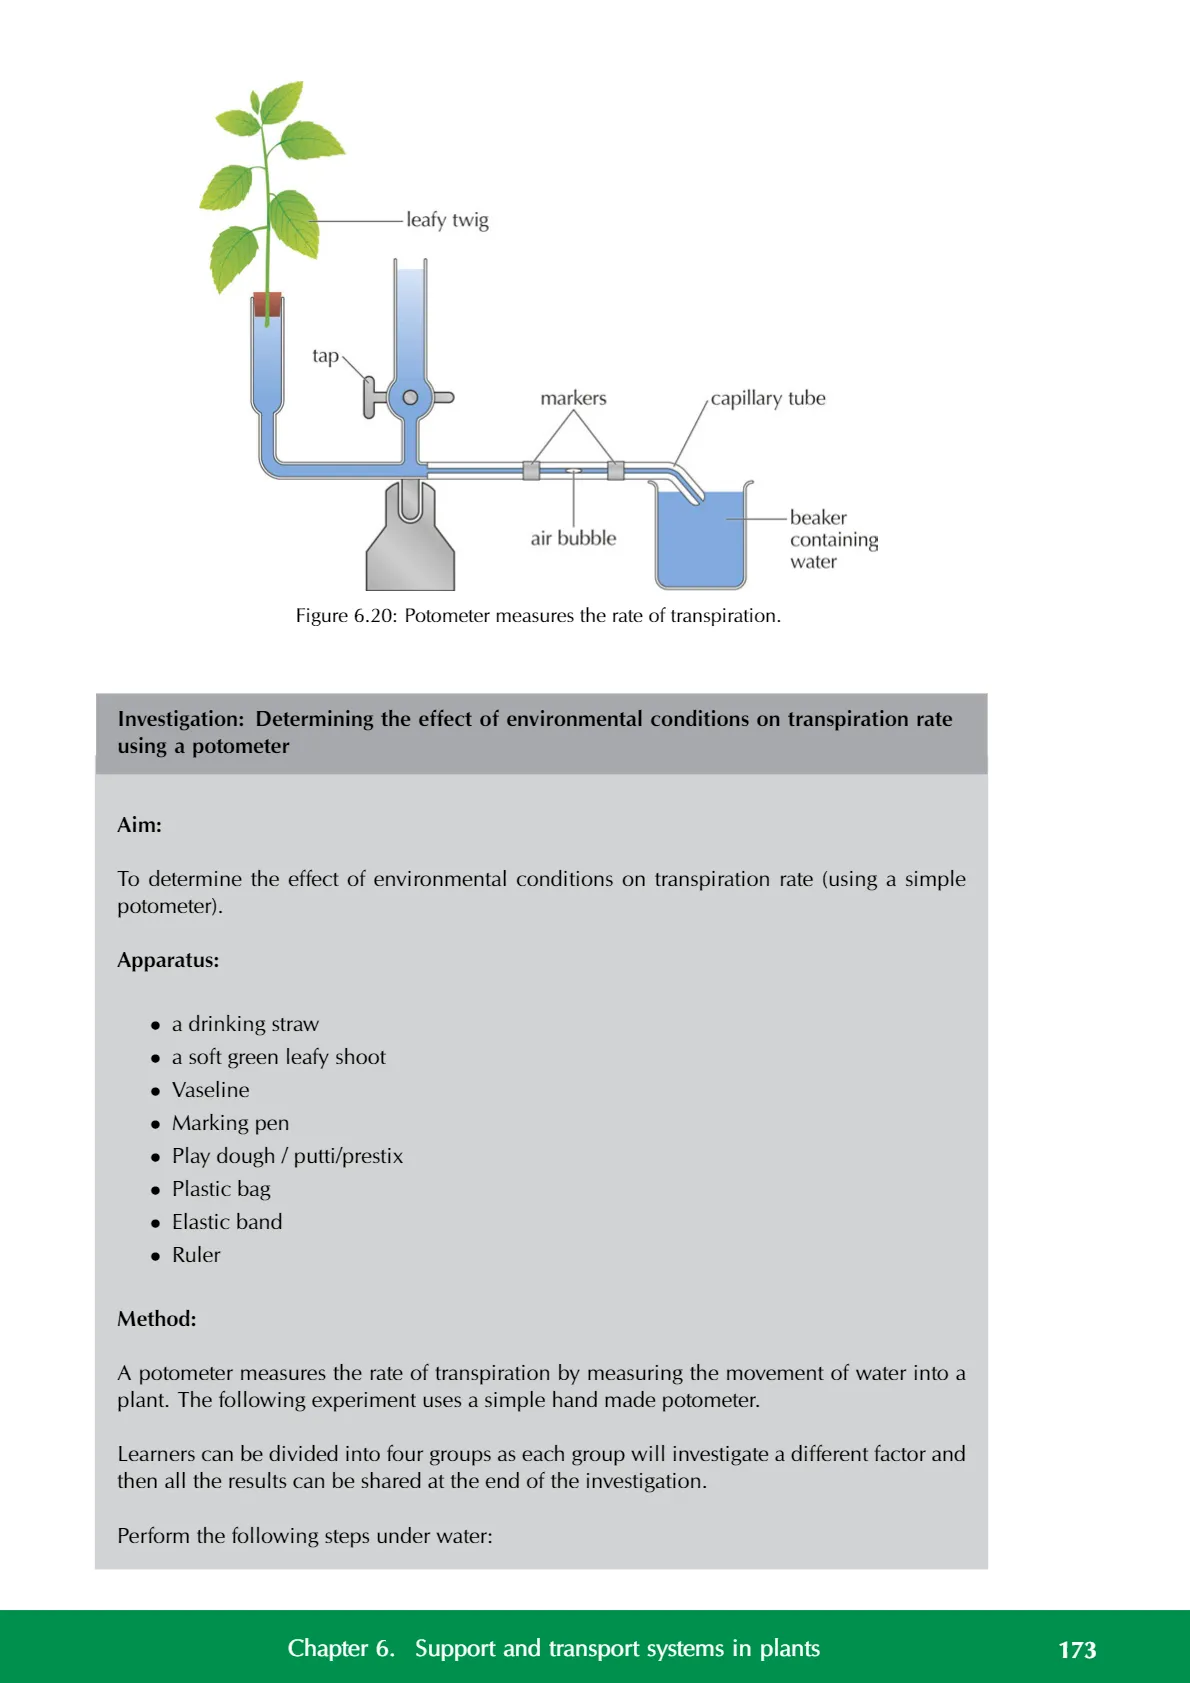 leafy twig
tap
markers
capillary tube
air bubble
beaker
containing
water
Figure 6.20: Potometer measures the rate of transpiration.
Investigation: Determining the effect of environmental conditions on transpiration rate
using a potometer
Aim:
To determine the effect of environmental conditions on transpiration rate (using a simple
potometer).
Apparatus:
• a drinking straw
• a soft green leafy shoot
• Vaseline
• Marking pen
• Play dough / putti/prestix
• Plastic bag
• Elastic band
• Ruler
Method:
A potometer measures the rate of transpiration by measuring the movement of water into a
plant. The following experiment uses a simple hand made potometer.
Learners can be divided into four groups as each group will investigate a different factor and
then all the results can be shared at the end of the investigation.
Perform the following steps under water:
Chapter 6. Support and transport systems in plants 173